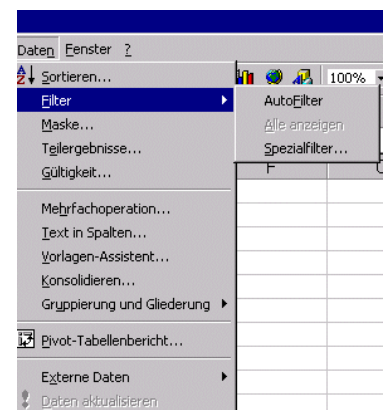 Daten Fenster ?
Sortieren...
100%
Filter
AutoFilter
Maske...
Alle anzeigen
Teilergebnisse...
Spezialfilter...
Gültigkeit...
F
Mehrfachoperation...
Text in Spalten...
Vorlagen-Assistent...
Konsolidieren...
Gruppierung und Gliederung
Pivot-Tabellenbericht...
Externe Daten
Daten aktualisieren